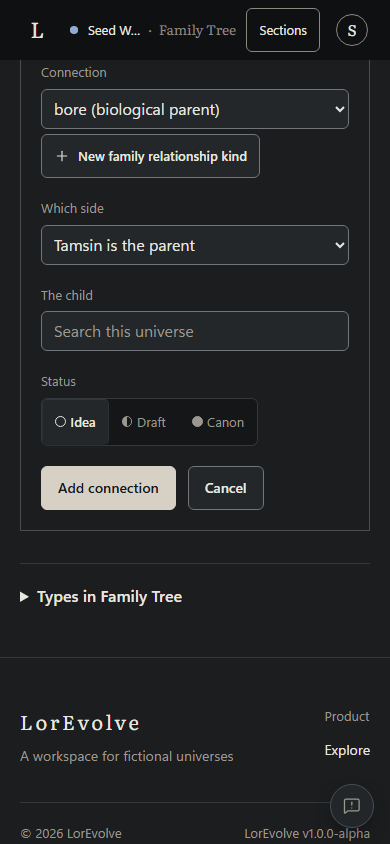 L Seed W... · Family Tree Sections S
Connection
bore (biological parent)
+ New family relationship kind
Which side
Tamsin is the parent
The child
Search this universe
Status
Idea Draft Canon
Add connection Cancel
Types in Family Tree
LorEvolve
Product
A workspace for fictional universes
Explore
© 2026 LorEvolve LorEvolve v1.0.0-alpha